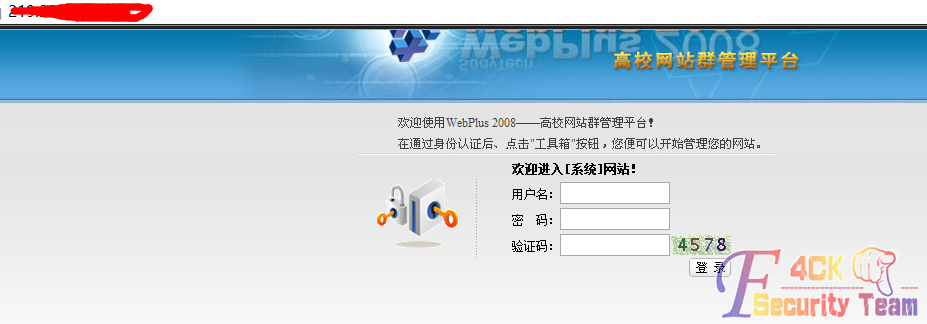 WebPlus 2008
SudyTech
高校网站群管理平台
欢迎使用WebPlus 2008——高校网站群管理平台！
在通过身份认证后、点击"工具箱"按钮，您便可以开始管理您的网站。
欢迎进入[系统]网站！
用户名：
密 码：
验证码：
4578
登 录
F4CK
Security Team